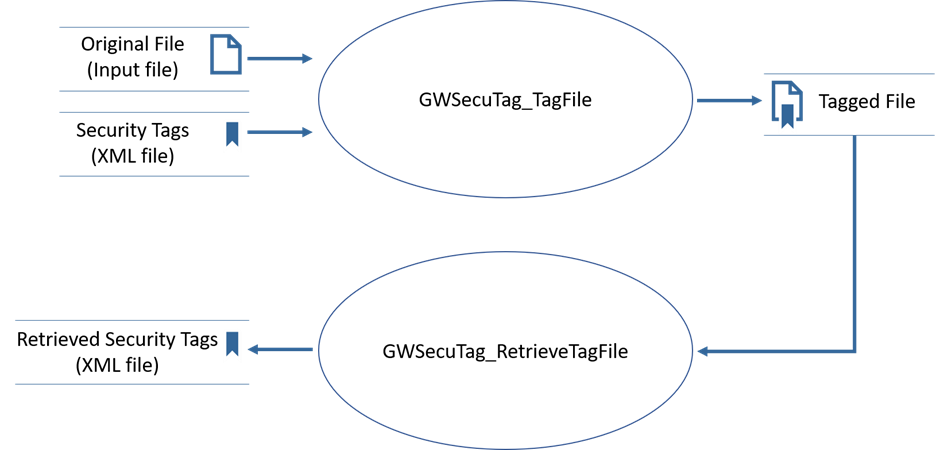 Original File
(Input file)
GWSecuTag_TagFile
Tagged File
Security Tags
(XML file)
Retrieved Security Tags
(XML file)
GWSecuTag_RetrieveTagFile